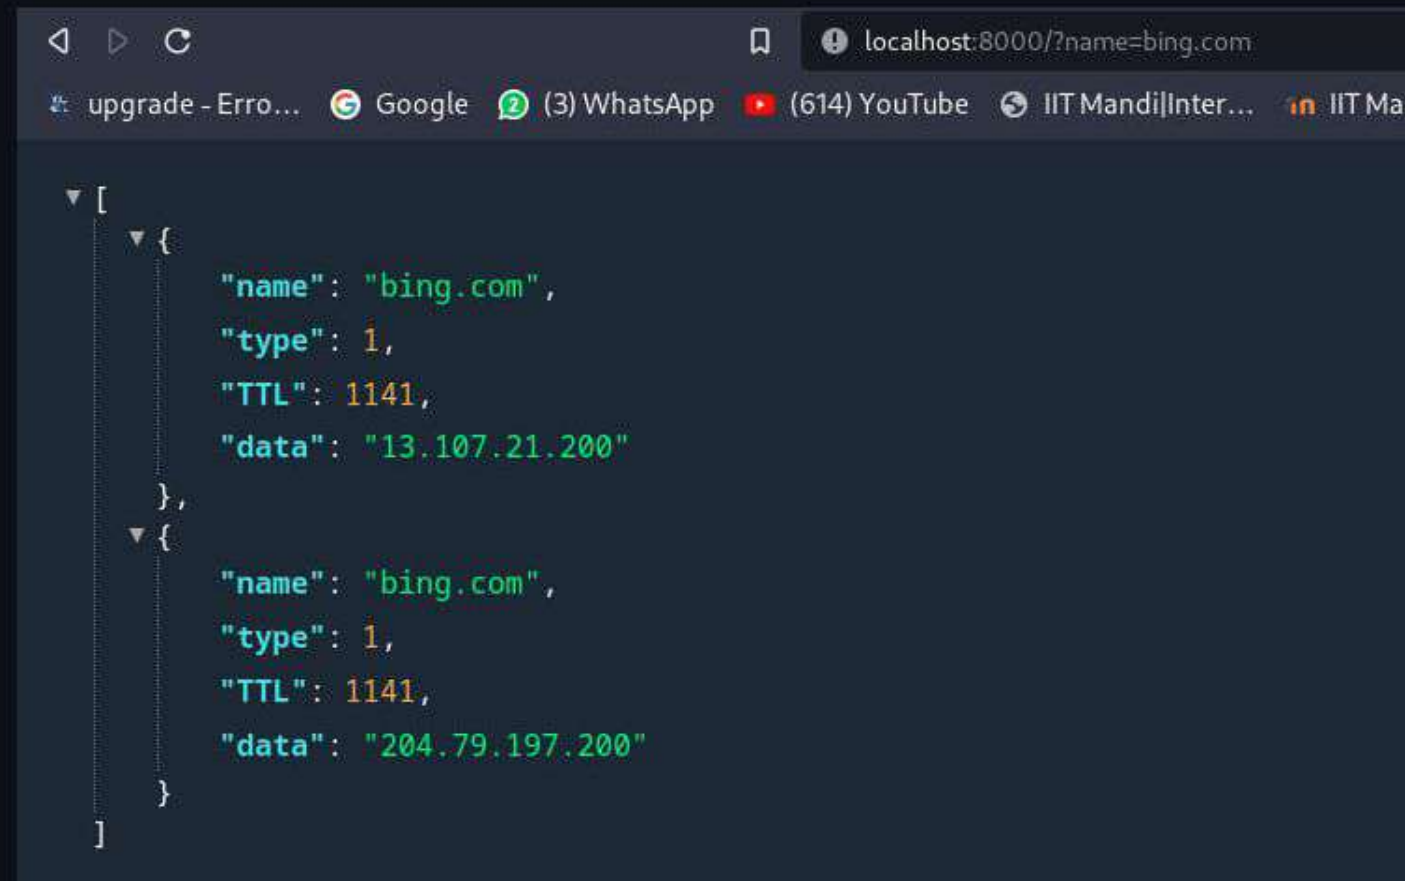 localhost:8000/?name=bing.com
upgrade - Erro... Google (3) WhatsApp (614) YouTube IIT Mandi|Inter... IIT Ma
[
{
"name": "bing.com",
"type": 1,
"TTL": 1141,
"data": "13.107.21.200"
},
{
"name": "bing.com",
"type": 1,
"TTL": 1141,
"data": "204.79.197.200"
}
]